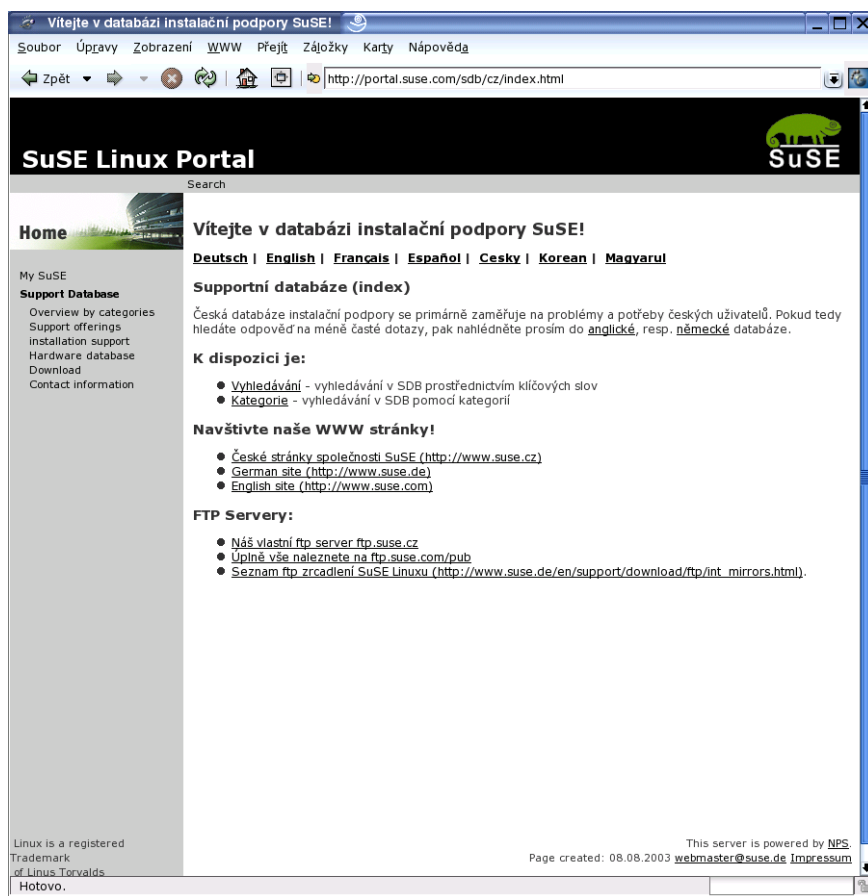 Vítejte v databázi instalační podpory SuSE!
Soubor Úpravy Zobrazení WWW Přejít Záložky Karty Nápověda
Zpět http://portal.suse.com/sdb/cz/index.html
SuSE Linux Portal
SuSE
Search
Home
Vítejte v databázi instalační podpory SuSE!
Deutsch | English | Français | Español | Cesky | Korean | Magyarul
My SuSE
Support Database
Overview by categories
Support offerings
installation support
Hardware database
Download
Contact information
Supportní databáze (index)
Česká databáze instalační podpory se primárně zaměřuje na problémy a potřeby českých uživatelů. Pokud tedy
hledáte odpověď na méně časté dotazy, pak nahlédněte prosím do anglické, resp. německé databáze.
K dispozici je:
Vyhledávání - vyhledávání v SDB prostřednictvím klíčových slov
Kategorie - vyhledávání v SDB pomocí kategorií
Navštivte naše WWW stránky!
České stránky společnosti SuSE (http://www.suse.cz)
German site (http://www.suse.de)
English site (http://www.suse.com)
FTP Servery:
Náš vlastní ftp server ftp.suse.cz
Úplně vše naleznete na ftp.suse.com/pub
Seznam ftp zrcadlení SuSE Linuxu (http://www.suse.de/en/support/download/ftp/int_mirrors.html).
Linux is a registered
Trademark
of Linus Torvalds
This server is powered by NPS.
Page created: 08.08.2003 webmaster@suse.de Impressum
Hotovo.